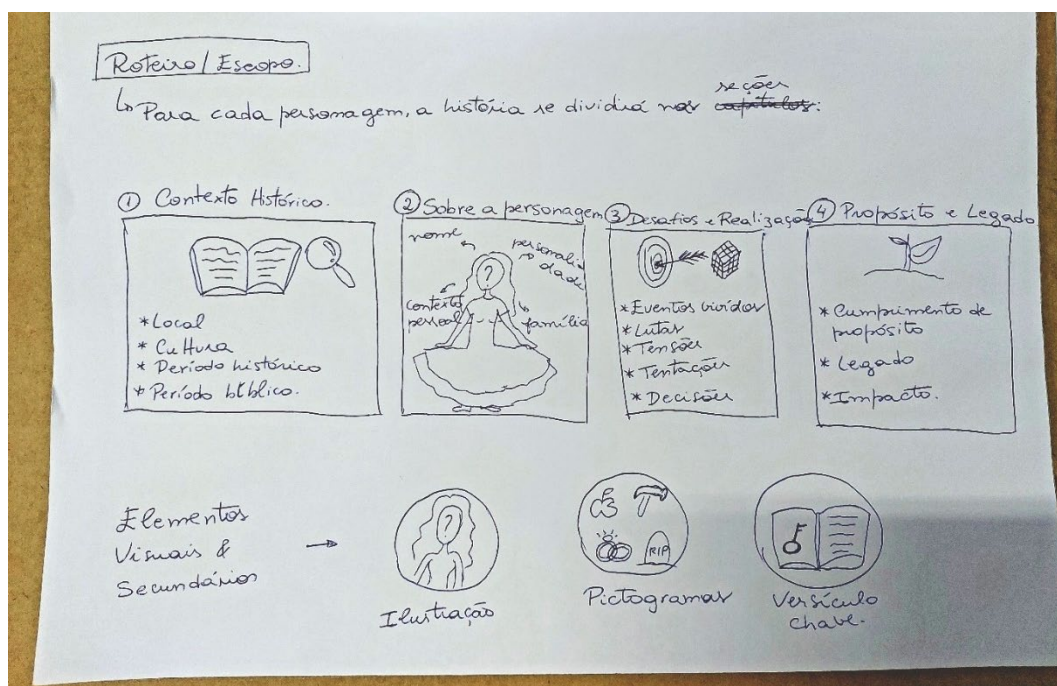 Roteiro/Escopo.
↳ Para cada personagem, a história se dividirá nas capítulos:
seções
① Contexto Histórico.
* Local
* Cultura
* Período histórico
* Período bíblico.
② Sobre a personagem
nome
personalidade
contexto
pessoal
família
?
③ Desafios e Realização
* Eventos vividos
* Lutas
* Tensões
* Tentações
* Decisões
④ Propósito e Legado
* Cumprimento de
propósito
* Legado
* Impacto.
Elementos
Visuais &
Secundários
→
?
Ilustração
RIP
Pictogramas
Versículo
chave.